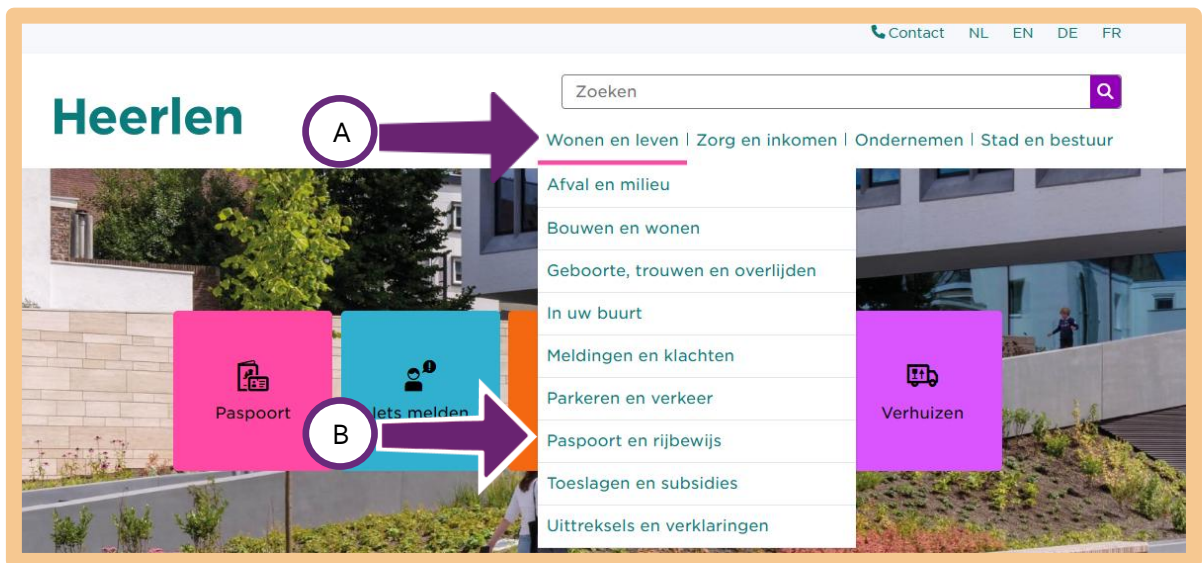 Contact NL EN DE FR
Zoeken
Heerlen
A
Wonen en leven | Zorg en inkomen | Ondernemen | Stad en bestuur
Afval en milieu
Bouwen en wonen
Geboorte, trouwen en overlijden
In uw buurt
Meldingen en klachten
Parkeren en verkeer
Paspoort en rijbewijs
Toeslagen en subsidies
Uittreksels en verklaringen
Paspoort
Iets melden
Verhuizen
B